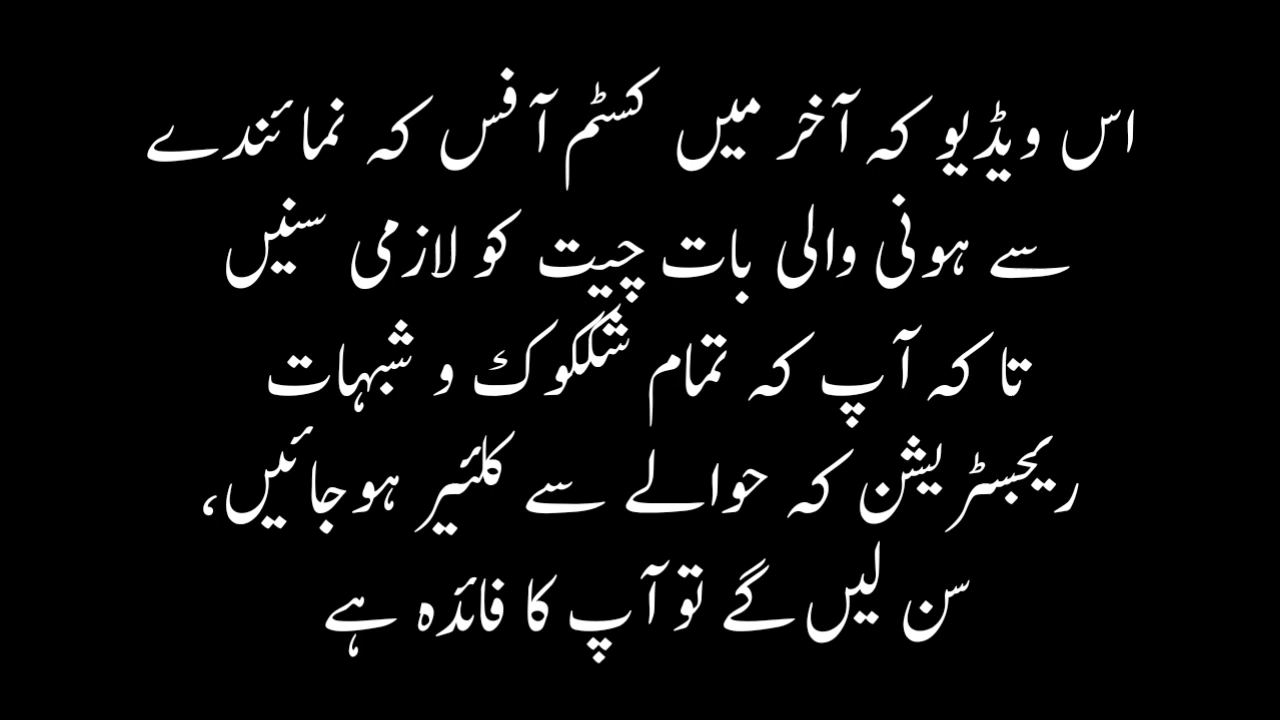 اس ویڈیو کہ آخر میں کسٹم آفس کہ نمائندے
سے ہونی والی بات چیت کو لازمی سنیں
تا کہ آپ کہ تمام شکوک و شبہات
ریجسٹریشن کہ حوالے سے کلئیر ہوجائیں،
سن لیں گے تو آپ کا فائدہ ہے